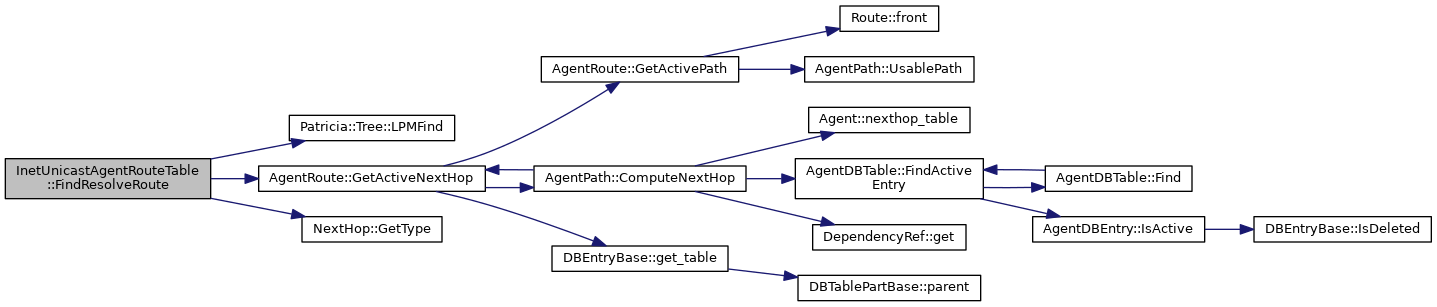 InetUnicastAgentRouteTable
::FindResolveRoute
Patricia::Tree::LPMFind
AgentRoute::GetActiveNextHop
NextHop::GetType
AgentRoute::GetActivePath
AgentPath::ComputeNextHop
DBEntryBase::get_table
Route::front
AgentPath::UsablePath
Agent::nexthop_table
AgentDBTable::FindActive
Entry
DependencyRef::get
DBTablePartBase::parent
AgentDBTable::Find
AgentDBEntry::IsActive
DBEntryBase::IsDeleted